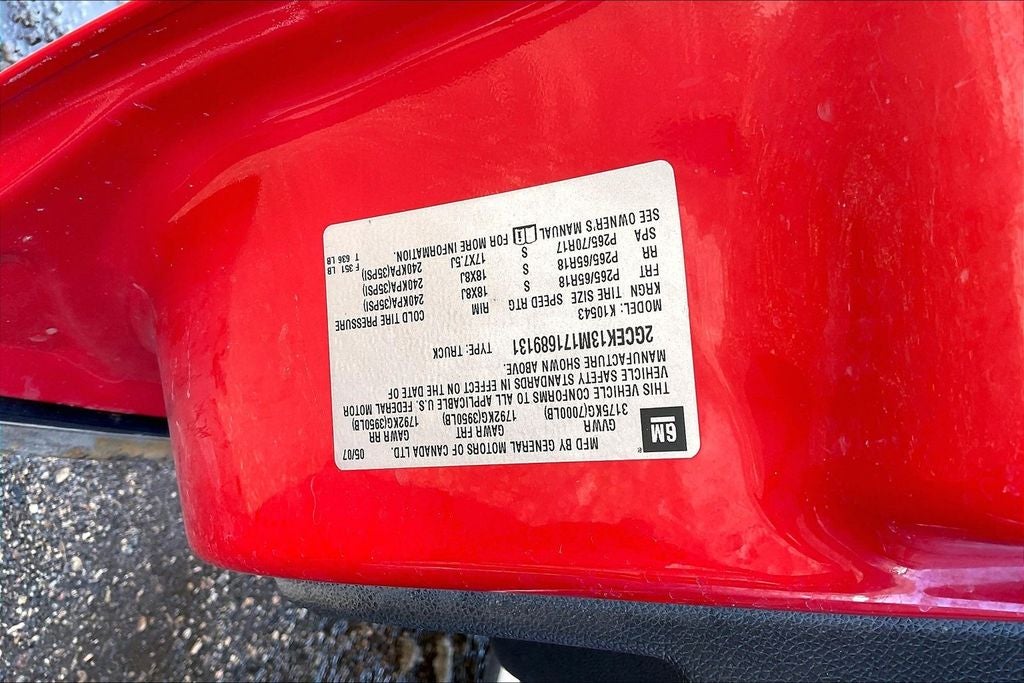 GM
MFD BY GENERAL MOTORS OF CANADA LTD. 05/07
GVWR GAWR FRT GAWR RR
3175KG(7000LB) 1792KG(3950LB) 1792KG(3950LB)
THIS VEHICLE CONFORMS TO ALL APPLICABLE U.S. FEDERAL MOTOR
VEHICLE SAFETY STANDARDS IN EFFECT ON THE DATE OF
MANUFACTURE SHOWN ABOVE.
2GCEK13M171689131 TYPE: TRUCK
MODEL: K10543
KRGN TIRE SIZE SPEED RTG RIM COLD TIRE PRESSURE
FRT P265/65R18 S 18X8J 240KPA(35PSI)
RR P265/65R18 S 18X8J 240KPA(35PSI)
SPA P265/70R17 S 17X7.5J 240KPA(35PSI) F 351 LB
SEE OWNER'S MANUAL i FOR MORE INFORMATION. T 636 LB